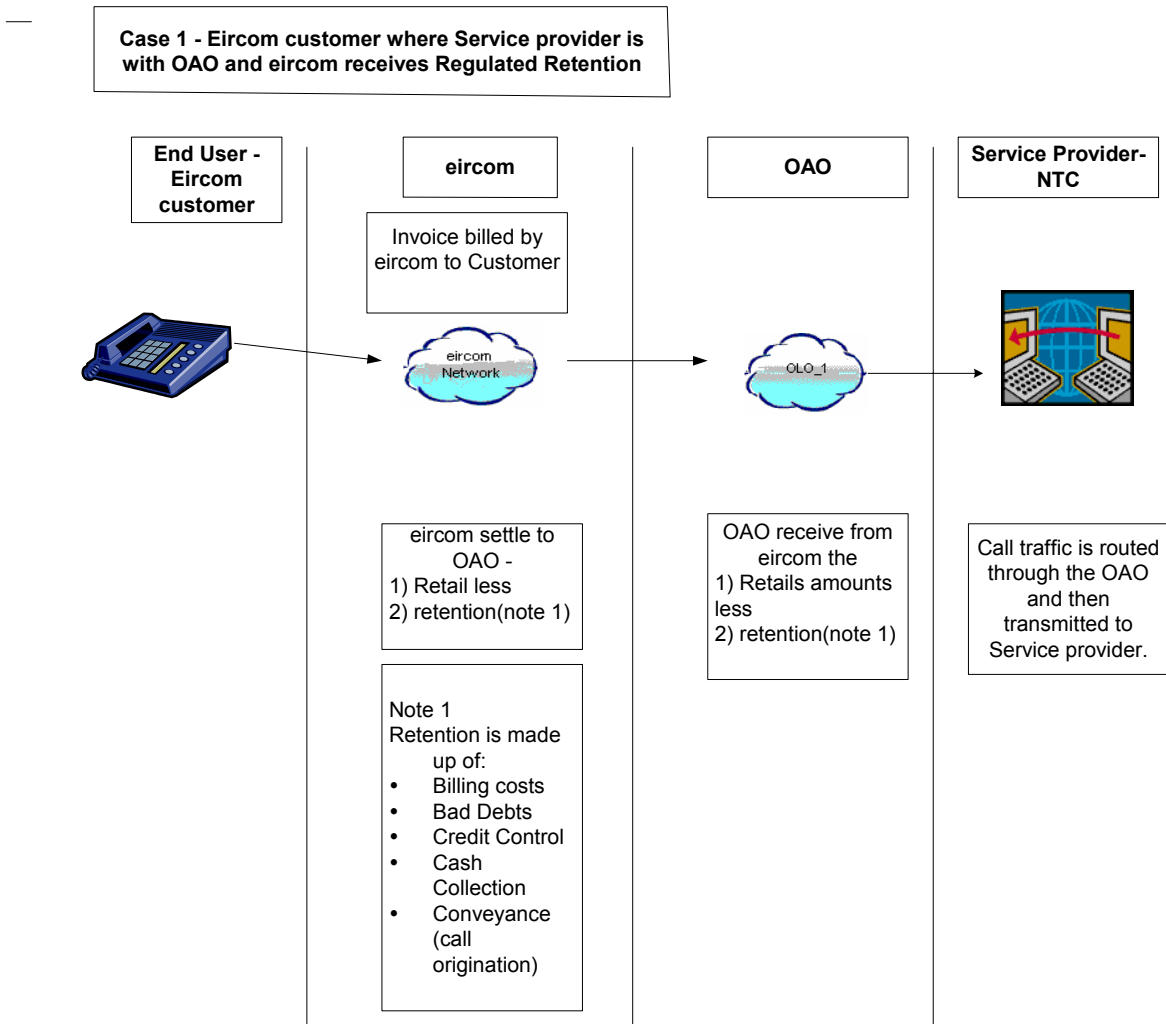 Case 1 - Eircom customer where Service provider is
with OAO and eircom receives Regulated Retention
End User -
Eircom
customer
eircom
OAO
Service Provider-
NTC
Invoice billed by
eircom to Customer
eircom
Network
OLO_1
eircom settle to
OAO -
1) Retail less
2) retention(note 1)
OAO receive from
eircom the
1) Retails amounts
less
2) retention(note 1)
Call traffic is routed
through the OAO
and then
transmitted to
Service provider.
Note 1
Retention is made
up of:
• Billing costs
• Bad Debts
• Credit Control
• Cash
Collection
• Conveyance
(call
origination)